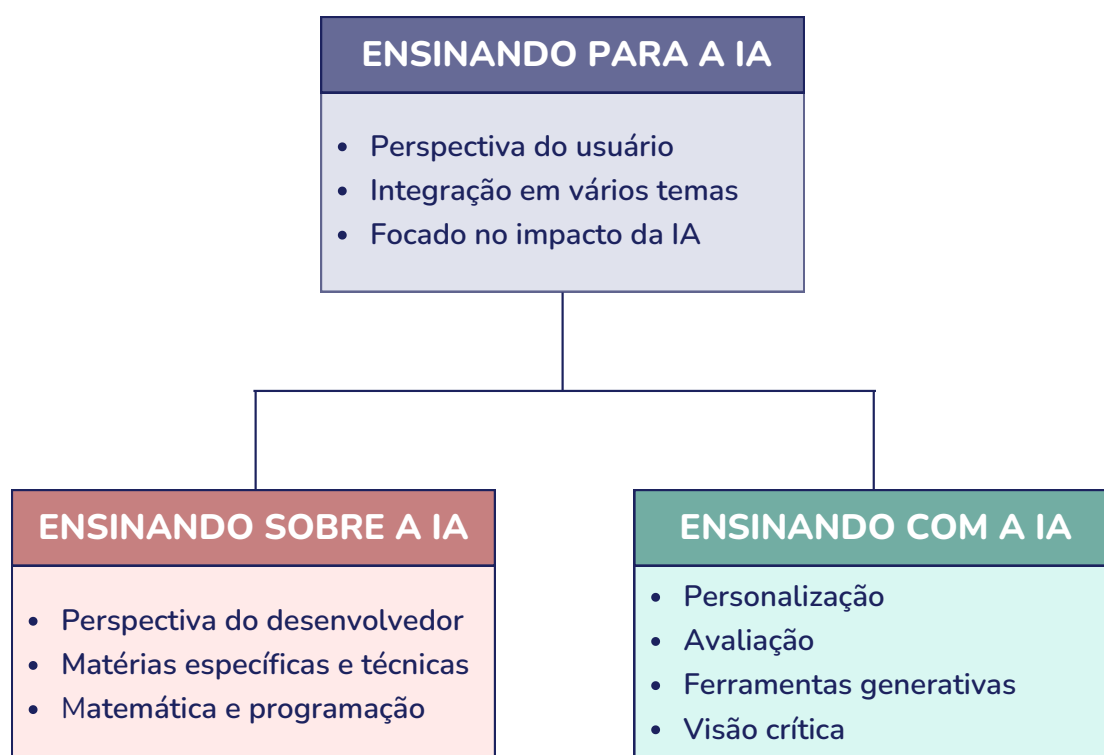 ENSINANDO PARA A IA
• Perspectiva do usuário
• Integração em vários temas
• Focado no impacto da IA
ENSINANDO SOBRE A IA
• Perspectiva do desenvolvedor
• Matérias específicas e técnicas
• Matemática e programação
ENSINANDO COM A IA
• Personalização
• Avaliação
• Ferramentas generativas
• Visão crítica